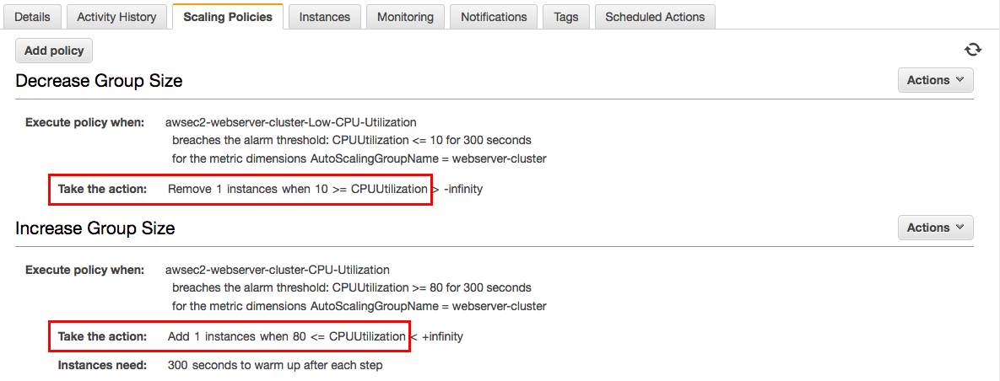 Details Activity History Scaling Policies Instances Monitoring Notifications Tags Scheduled Actions
Add policy
Decrease Group Size Actions
Execute policy when: awsec2-webserver-cluster-Low-CPU-Utilization
breaches the alarm threshold: CPUUtilization <= 10 for 300 seconds
for the metric dimensions AutoScalingGroupName = webserver-cluster
Take the action: Remove 1 instances when 10 >= CPUUtilization > -infinity
Increase Group Size Actions
Execute policy when: awsec2-webserver-cluster-CPU-Utilization
breaches the alarm threshold: CPUUtilization >= 80 for 300 seconds
for the metric dimensions AutoScalingGroupName = webserver-cluster
Take the action: Add 1 instances when 80 <= CPUUtilization < +infinity
Instances need: 300 seconds to warm up after each step